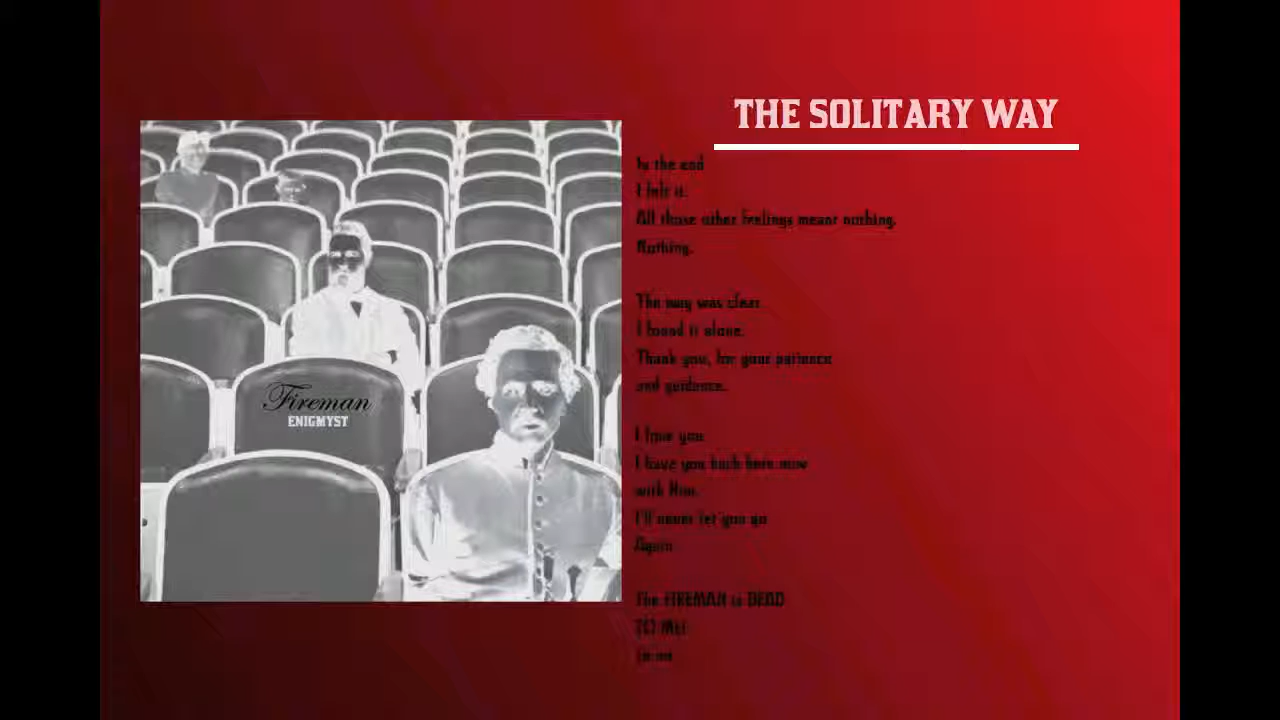 THE SOLITARY WAY
In the end
I felt it.
All those other feelings meant nothing.
Nothing.
The way was clear.
I found it alone.
Thank you, for your patience
and guidance.
I love you.
I have you back here now
with Him.
I'll never let you go
Again.
The FIREMAN is DEAD
TO ME!
Fireman
ENIGMYST